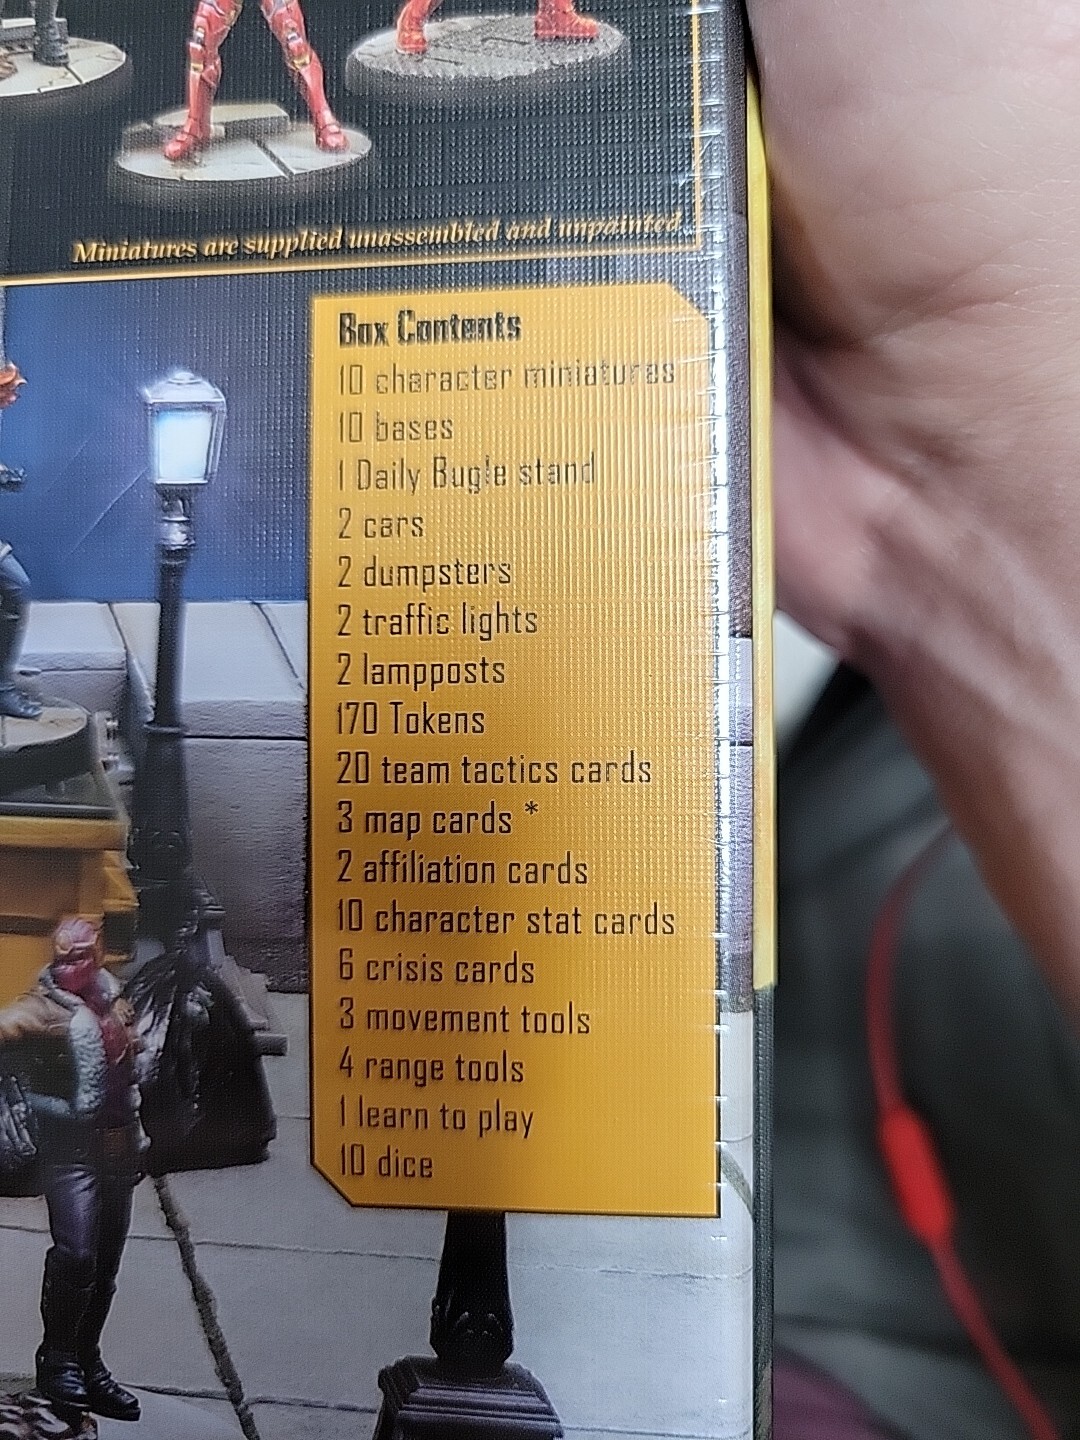 Miniatures are supplied unassembled and unpainted.
Box Contents
10 character miniatures
10 bases
1 Daily Bugle stand
2 cars
2 dumpsters
2 traffic lights
2 lampposts
170 Tokens
20 team tactics cards
3 map cards *
2 affiliation cards
10 character stat cards
6 crisis cards
3 movement tools
4 range tools
1 learn to play
10 dice